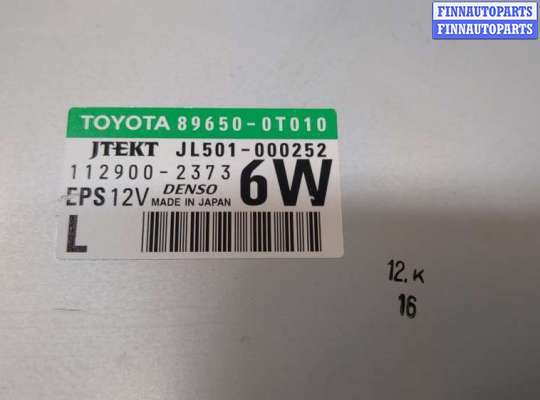 FINNAUTOPARTS
FINNAUTOPARTS
TOYOTA 89650-0T010
JTEKT JL501-000252
112900-2373 6W
EPS 12V DENSO MADE IN JAPAN
L
12.K
16